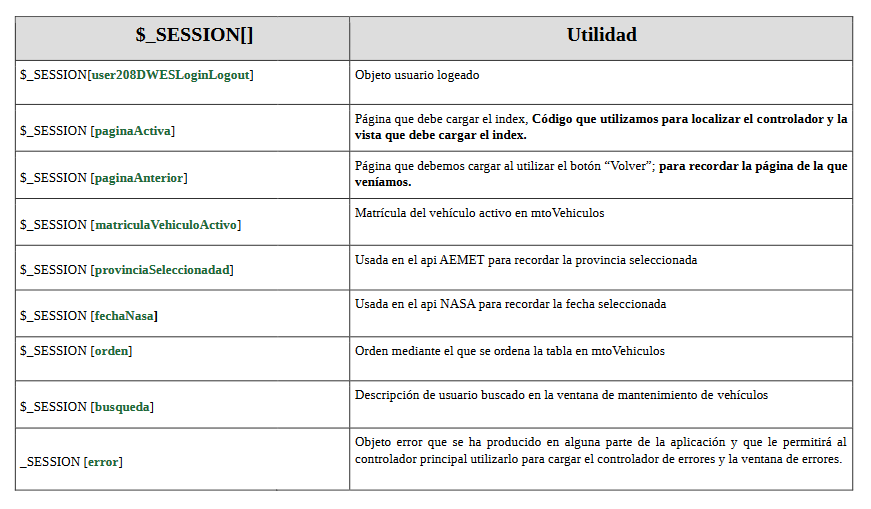 $_SESSION[]
Utilidad
$_SESSION[user208DWESLoginLogout]
Objeto usuario logeado
$_SESSION [paginaActiva]
Página que debe cargar el index, Código que utilizamos para localizar el controlador y la
vista que debe cargar el index.
$_SESSION [paginaAnterior]
Página que debemos cargar al utilizar el botón “Volver”; para recordar la página de la que
veníamos.
$_SESSION [matriculaVehiculoActivo]
Matrícula del vehículo activo en mtoVehiculos
$_SESSION [provinciaSeleccionadad]
Usada en el api AEMET para recordar la provincia seleccionada
$_SESSION [fechaNasa]
Usada en el api NASA para recordar la fecha seleccionada
$_SESSION [orden]
Orden mediante el que se ordena la tabla en mtoVehiculos
$_SESSION [busqueda]
Descripción de usuario buscado en la ventana de mantenimiento de vehículos
_SESSION [error]
Objeto error que se ha producido en alguna parte de la aplicación y que le permitirá al
controlador principal utilizarlo para cargar el controlador de errores y la ventana de errores.